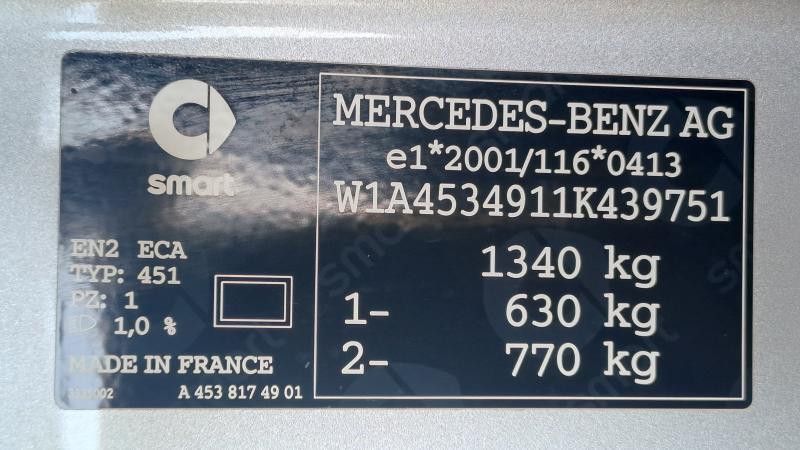 smart
EN2 ECA
TYP: 451
PZ: 1
1,0 %
MADE IN FRANCE
A 453 817 49 01
MERCEDES-BENZ AG
e1*2001/116*0413
W1A4534911K439751
1340 kg
1- 630 kg
2- 770 kg